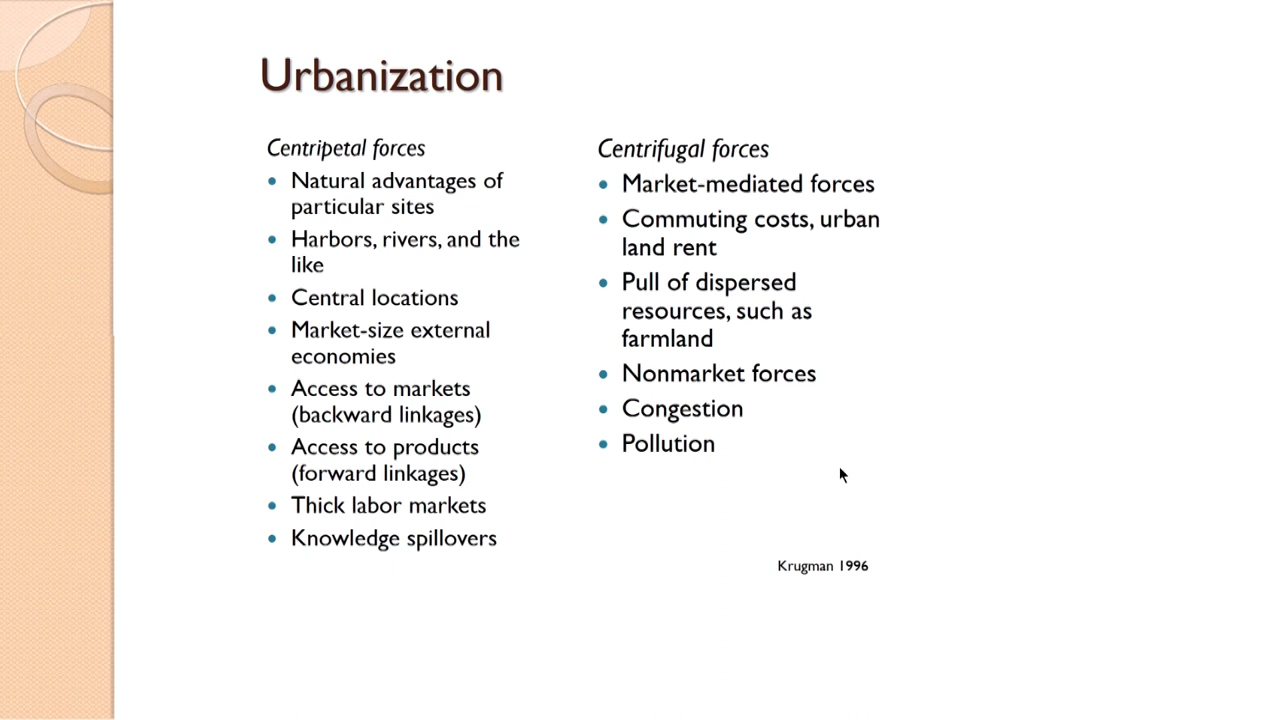 Urbanization
Centripetal forces
Natural advantages of
particular sites
Harbors, rivers, and the
like
Central locations
Market-size external
economies
Access to markets
(backward linkages)
Access to products
(forward linkages)
Thick labor markets
Knowledge spillovers
Centrifugal forces
Market-mediated forces
Commuting costs, urban
land rent
Pull of dispersed
resources, such as
farmland
Nonmarket forces
Congestion
Pollution
Krugman 1996